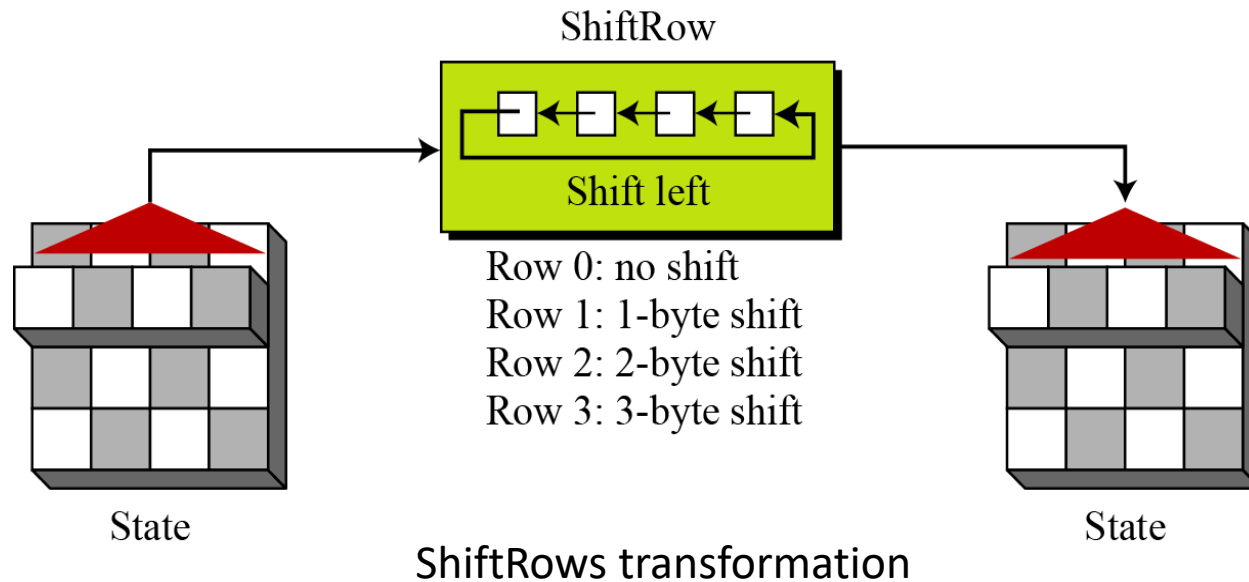 ShiftRow
Shift left
Row 0: no shift
Row 1: 1-byte shift
Row 2: 2-byte shift
Row 3: 3-byte shift
State
State
ShiftRows transformation